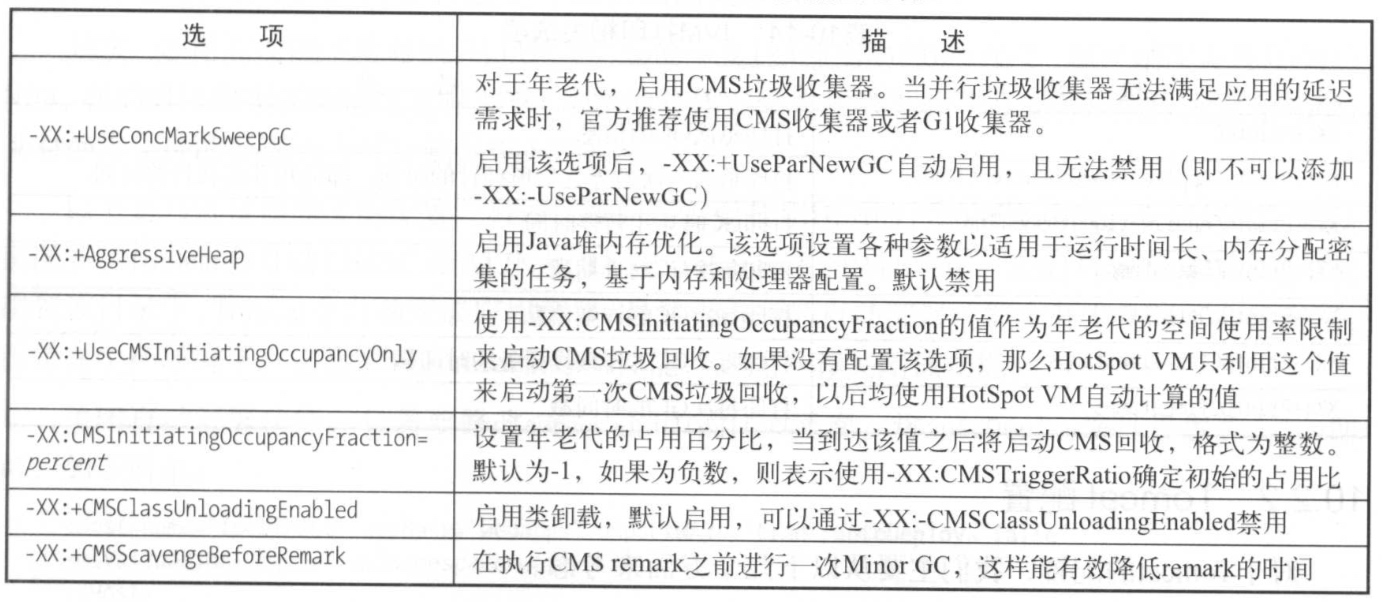 选 项
描 述
-XX:+UseConcMarkSweepGC
对于年老代，启用CMS垃圾收集器。当并行垃圾收集器无法满足应用的延迟
需求时，官方推荐使用CMS收集器或者G1收集器。
启用该选项后，-XX:+UseParNewGC自动启用，且无法禁用（即不可以添加
-XX:-UseParNewGC）
-XX:+AggressiveHeap
启用Java堆内存优化。该选项设置各种参数以适用于运行时间长、内存分配密
集的任务，基于内存和处理器配置。默认禁用
-XX:+UseCMSInitiatingOccupancyOnly
使用-XX:CMSInitiatingOccupancyFraction的值作为年老代的空间使用率限制
来启动CMS垃圾回收。如果没有配置该选项，那么HotSpot VM只利用这个值
来启动第一次CMS垃圾回收，以后均使用HotSpot VM自动计算的值
-XX:CMSInitiatingOccupancyFraction=
percent
设置年老代的占用百分比，当到达该值之后将启动CMS回收，格式为整数。
默认为-1，如果为负数，则表示使用-XX:CMSTriggerRatio确定初始的占用比
-XX:+CMSClassUnloadingEnabled
启用类卸载，默认启用，可以通过-XX:-CMSClassUnloadingEnabled禁用
-XX:+CMSScavengeBeforeRemark
在执行CMS remark之前进行一次Minor GC，这样能有效降低remark的时间